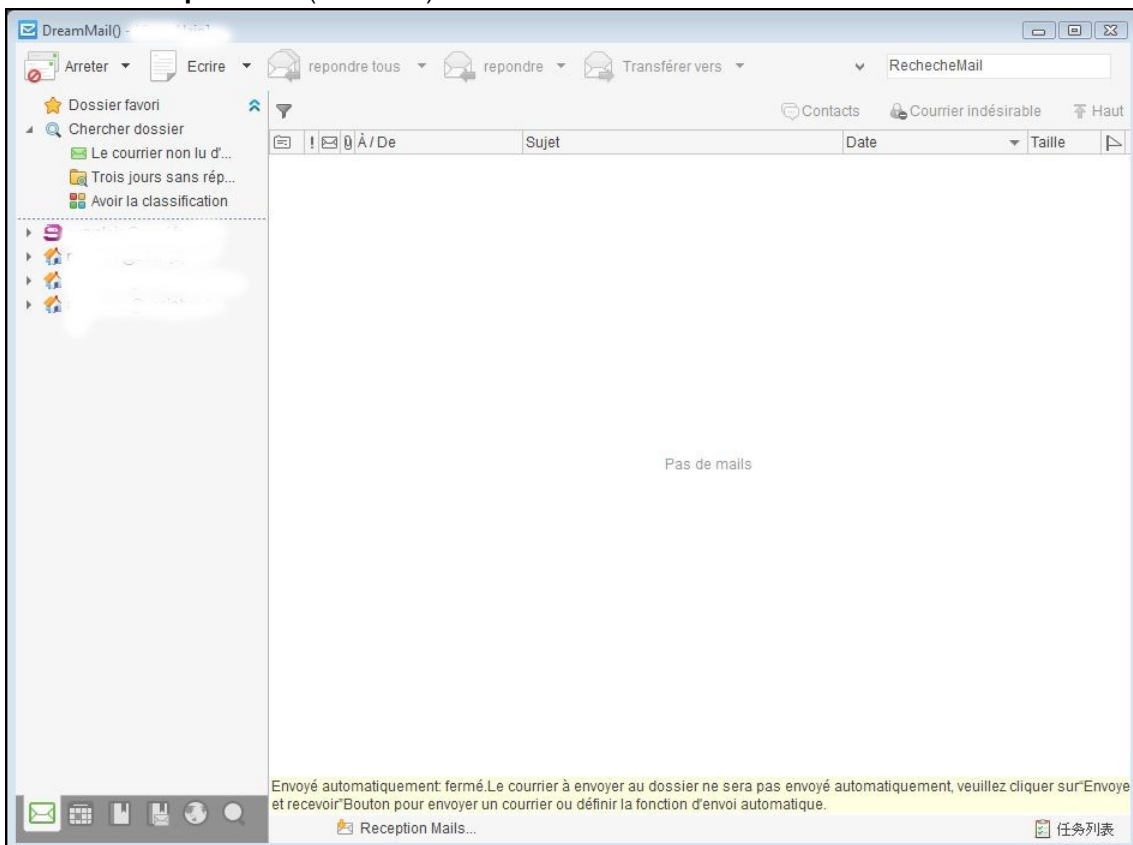 DreamMail() -
Arreter Ecrire repondre tous repondre Transférer vers RechecheMail
Dossier favori
Chercher dossier
Le courrier non lu d'...
Trois jours sans rép...
Avoir la classification
Contacts Courrier indésirable Haut
! À / De Sujet Date Taille
Pas de mails
Envoyé automatiquement: fermé.Le courrier à envoyer au dossier ne sera pas envoyé automatiquement, veuillez cliquer sur“Envoye
et recevoir”Bouton pour envoyer un courrier ou définir la fonction d'envoi automatique.
Reception Mails... 任务列表